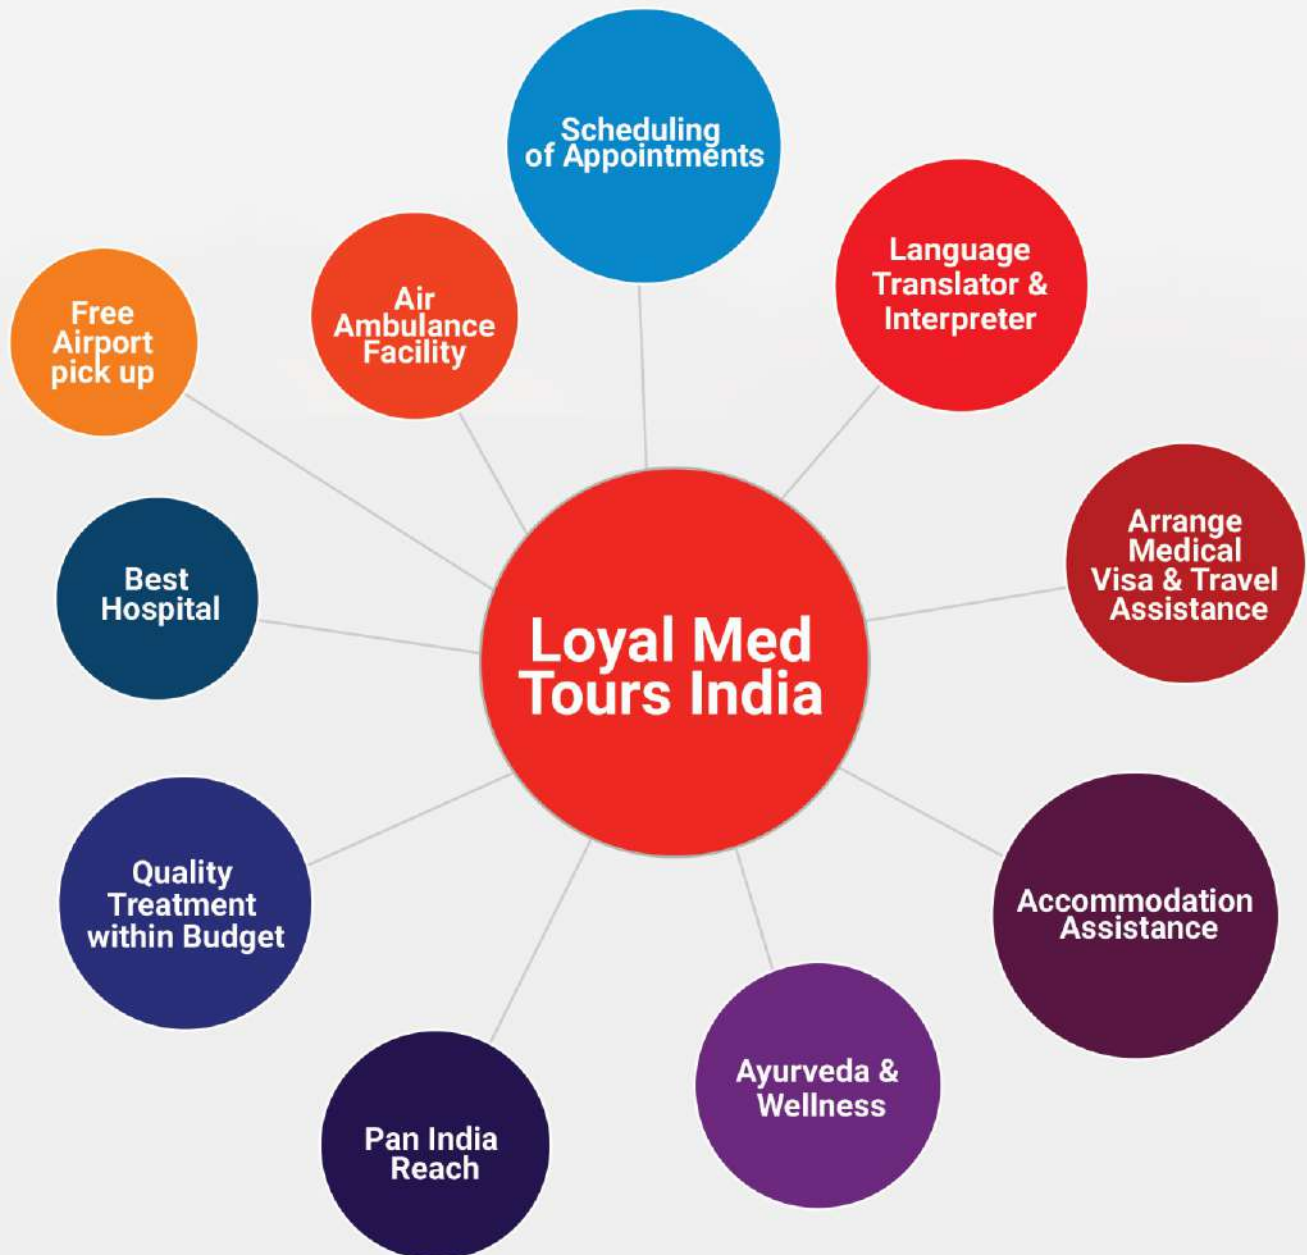 Scheduling
of Appointments
Language
Translator &
Interpreter
Air
Ambulance
Facility
Free
Airport
pick up
Arrange
Medical
Visa & Travel
Assistance
Best
Hospital
Loyal Med
Tours India
Quality
Treatment
within Budget
Accommodation
Assistance
Ayurveda &
Wellness
Pan India
Reach